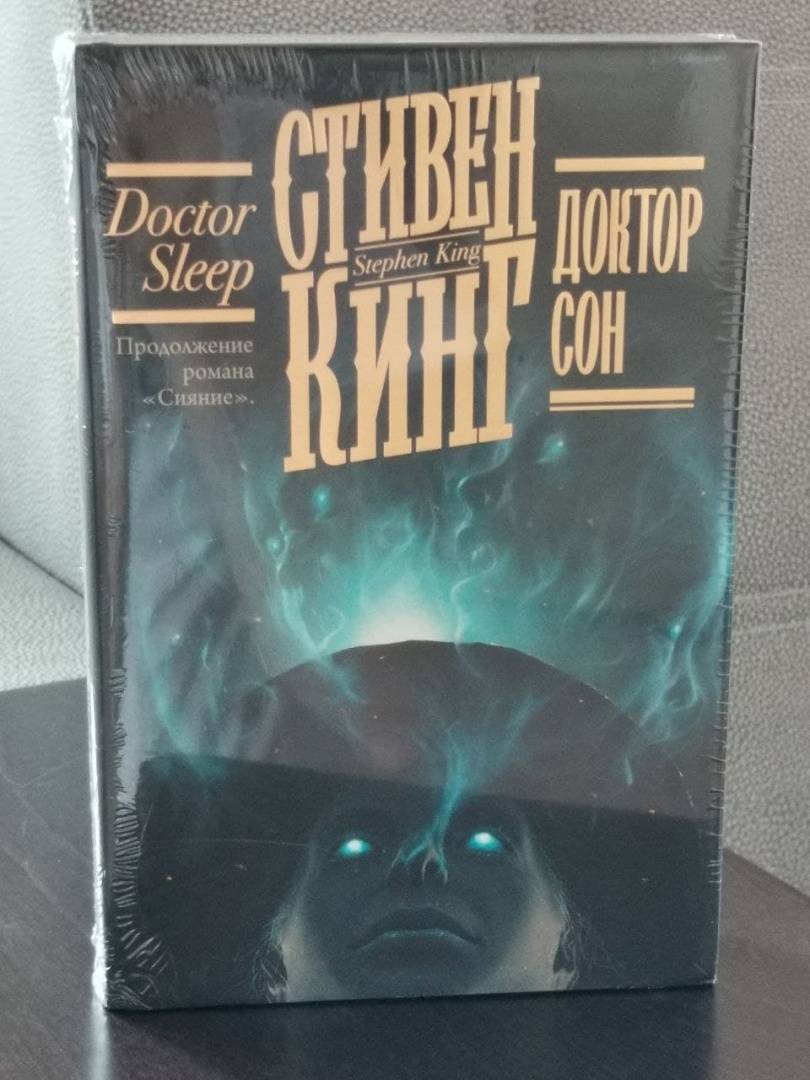 Doctor
Sleep
Продолжение
романа
«Сияние».
СТИВЕН
Stephen King
КИНГ
ДОКТОР
СОН